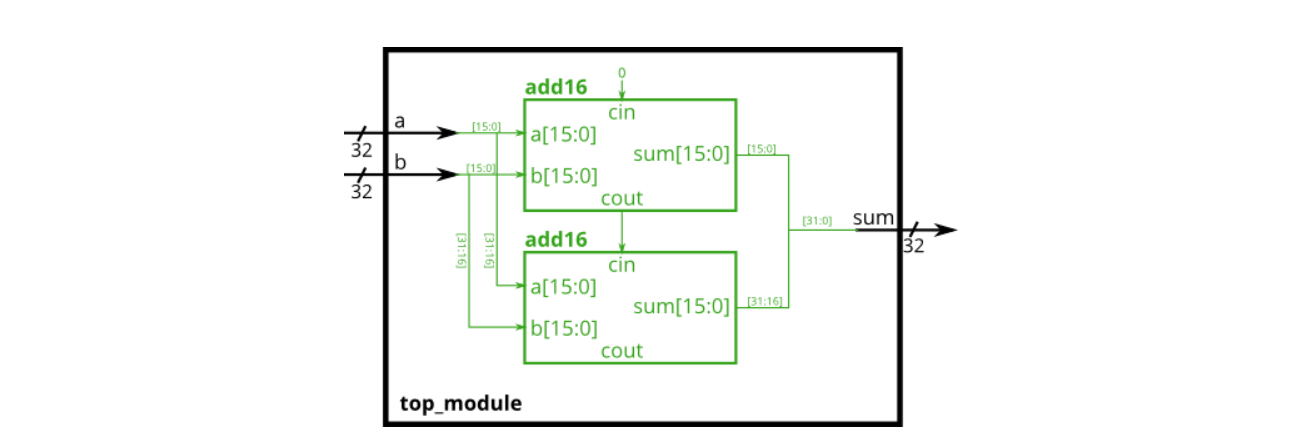 0
add16
cin
a
[15:0]
a[15:0]
32
sum[15:0]
[15:0]
b
[15:0]
b[15:0]
32
cout
sum
[31:0]
32
add16
[31:16]
[31:16]
cin
a[15:0]
sum[15:0]
[31:16]
b[15:0]
cout
top_module